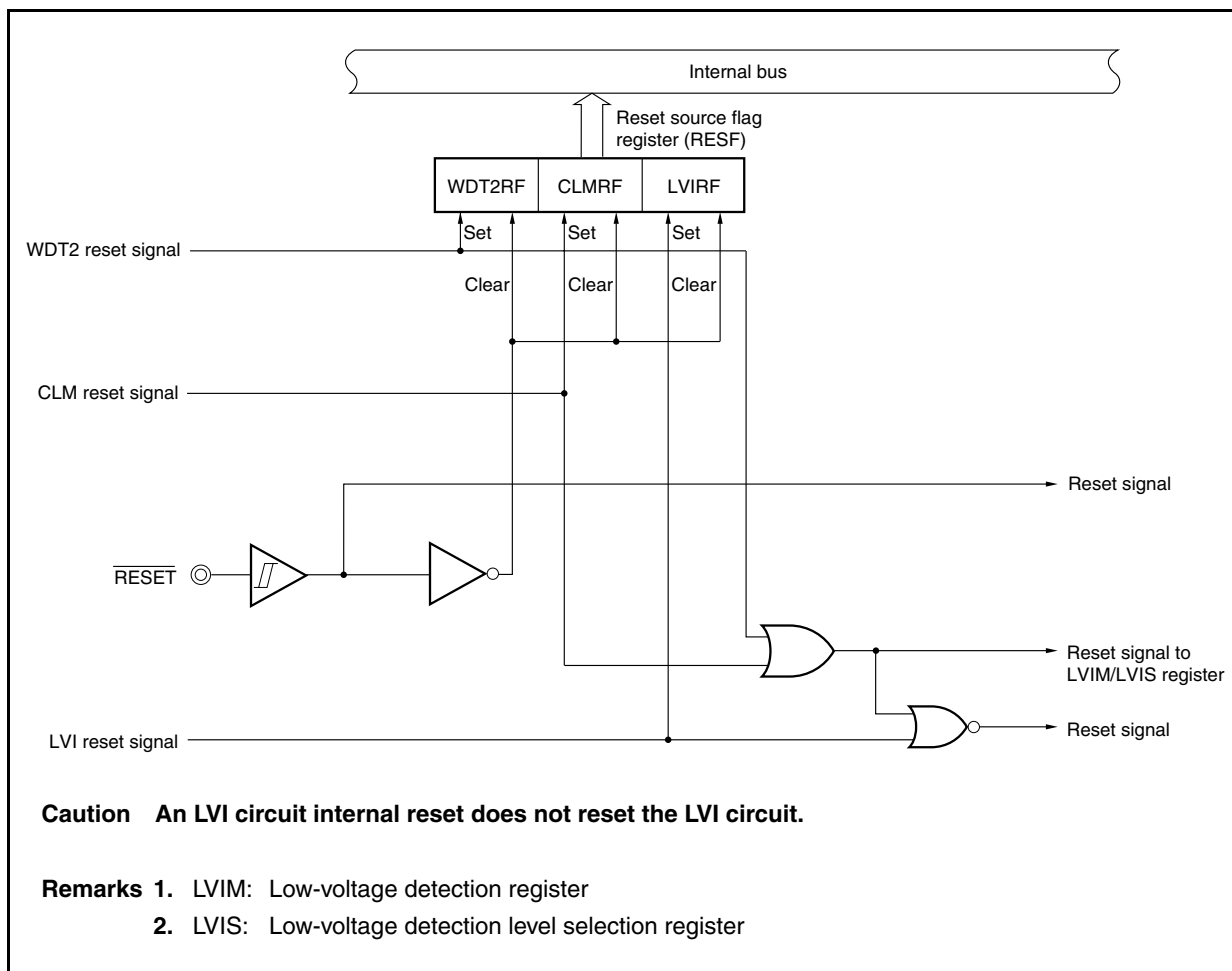 Internal bus
Reset source flag
register (RESF)
WDT2RF CLMRF LVIRF
Set Set Set
WDT2 reset signal
Clear Clear Clear
CLM reset signal
Reset signal
RESET
Reset signal to
LVIM/LVIS register
Reset signal
LVI reset signal
Caution An LVI circuit internal reset does not reset the LVI circuit.
Remarks 1. LVIM: Low-voltage detection register
2. LVIS: Low-voltage detection level selection register